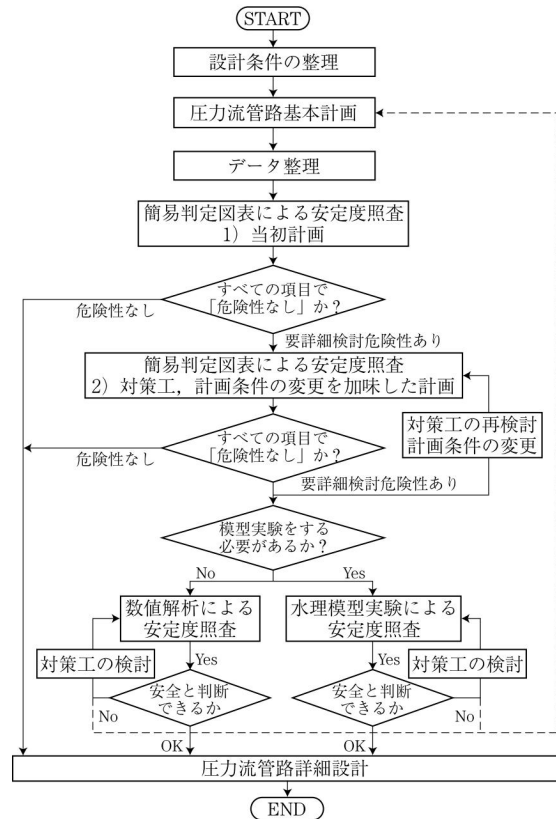 START
設計条件の整理
圧力流管路基本計画
データ整理
簡易判定図表による安定度照査
1) 当初計画
すべての項目で
「危険性なし」か?
危険性なし
要詳細検討危険性あり
簡易判定図表による安定度照査
2) 対策工，計画条件の変更を加味した計画
対策工の再検討
計画条件の変更
すべての項目で
「危険性なし」か?
危険性なし
要詳細検討危険性あり
模型実験をする
必要があるか?
No
Yes
数値解析による
安定度照査
水理模型実験による
安定度照査
対策工の検討
Yes
Yes
対策工の検討
安全と判断
できるか
安全と判断
できるか
No
No
OK
OK
圧力流管路詳細設計
END